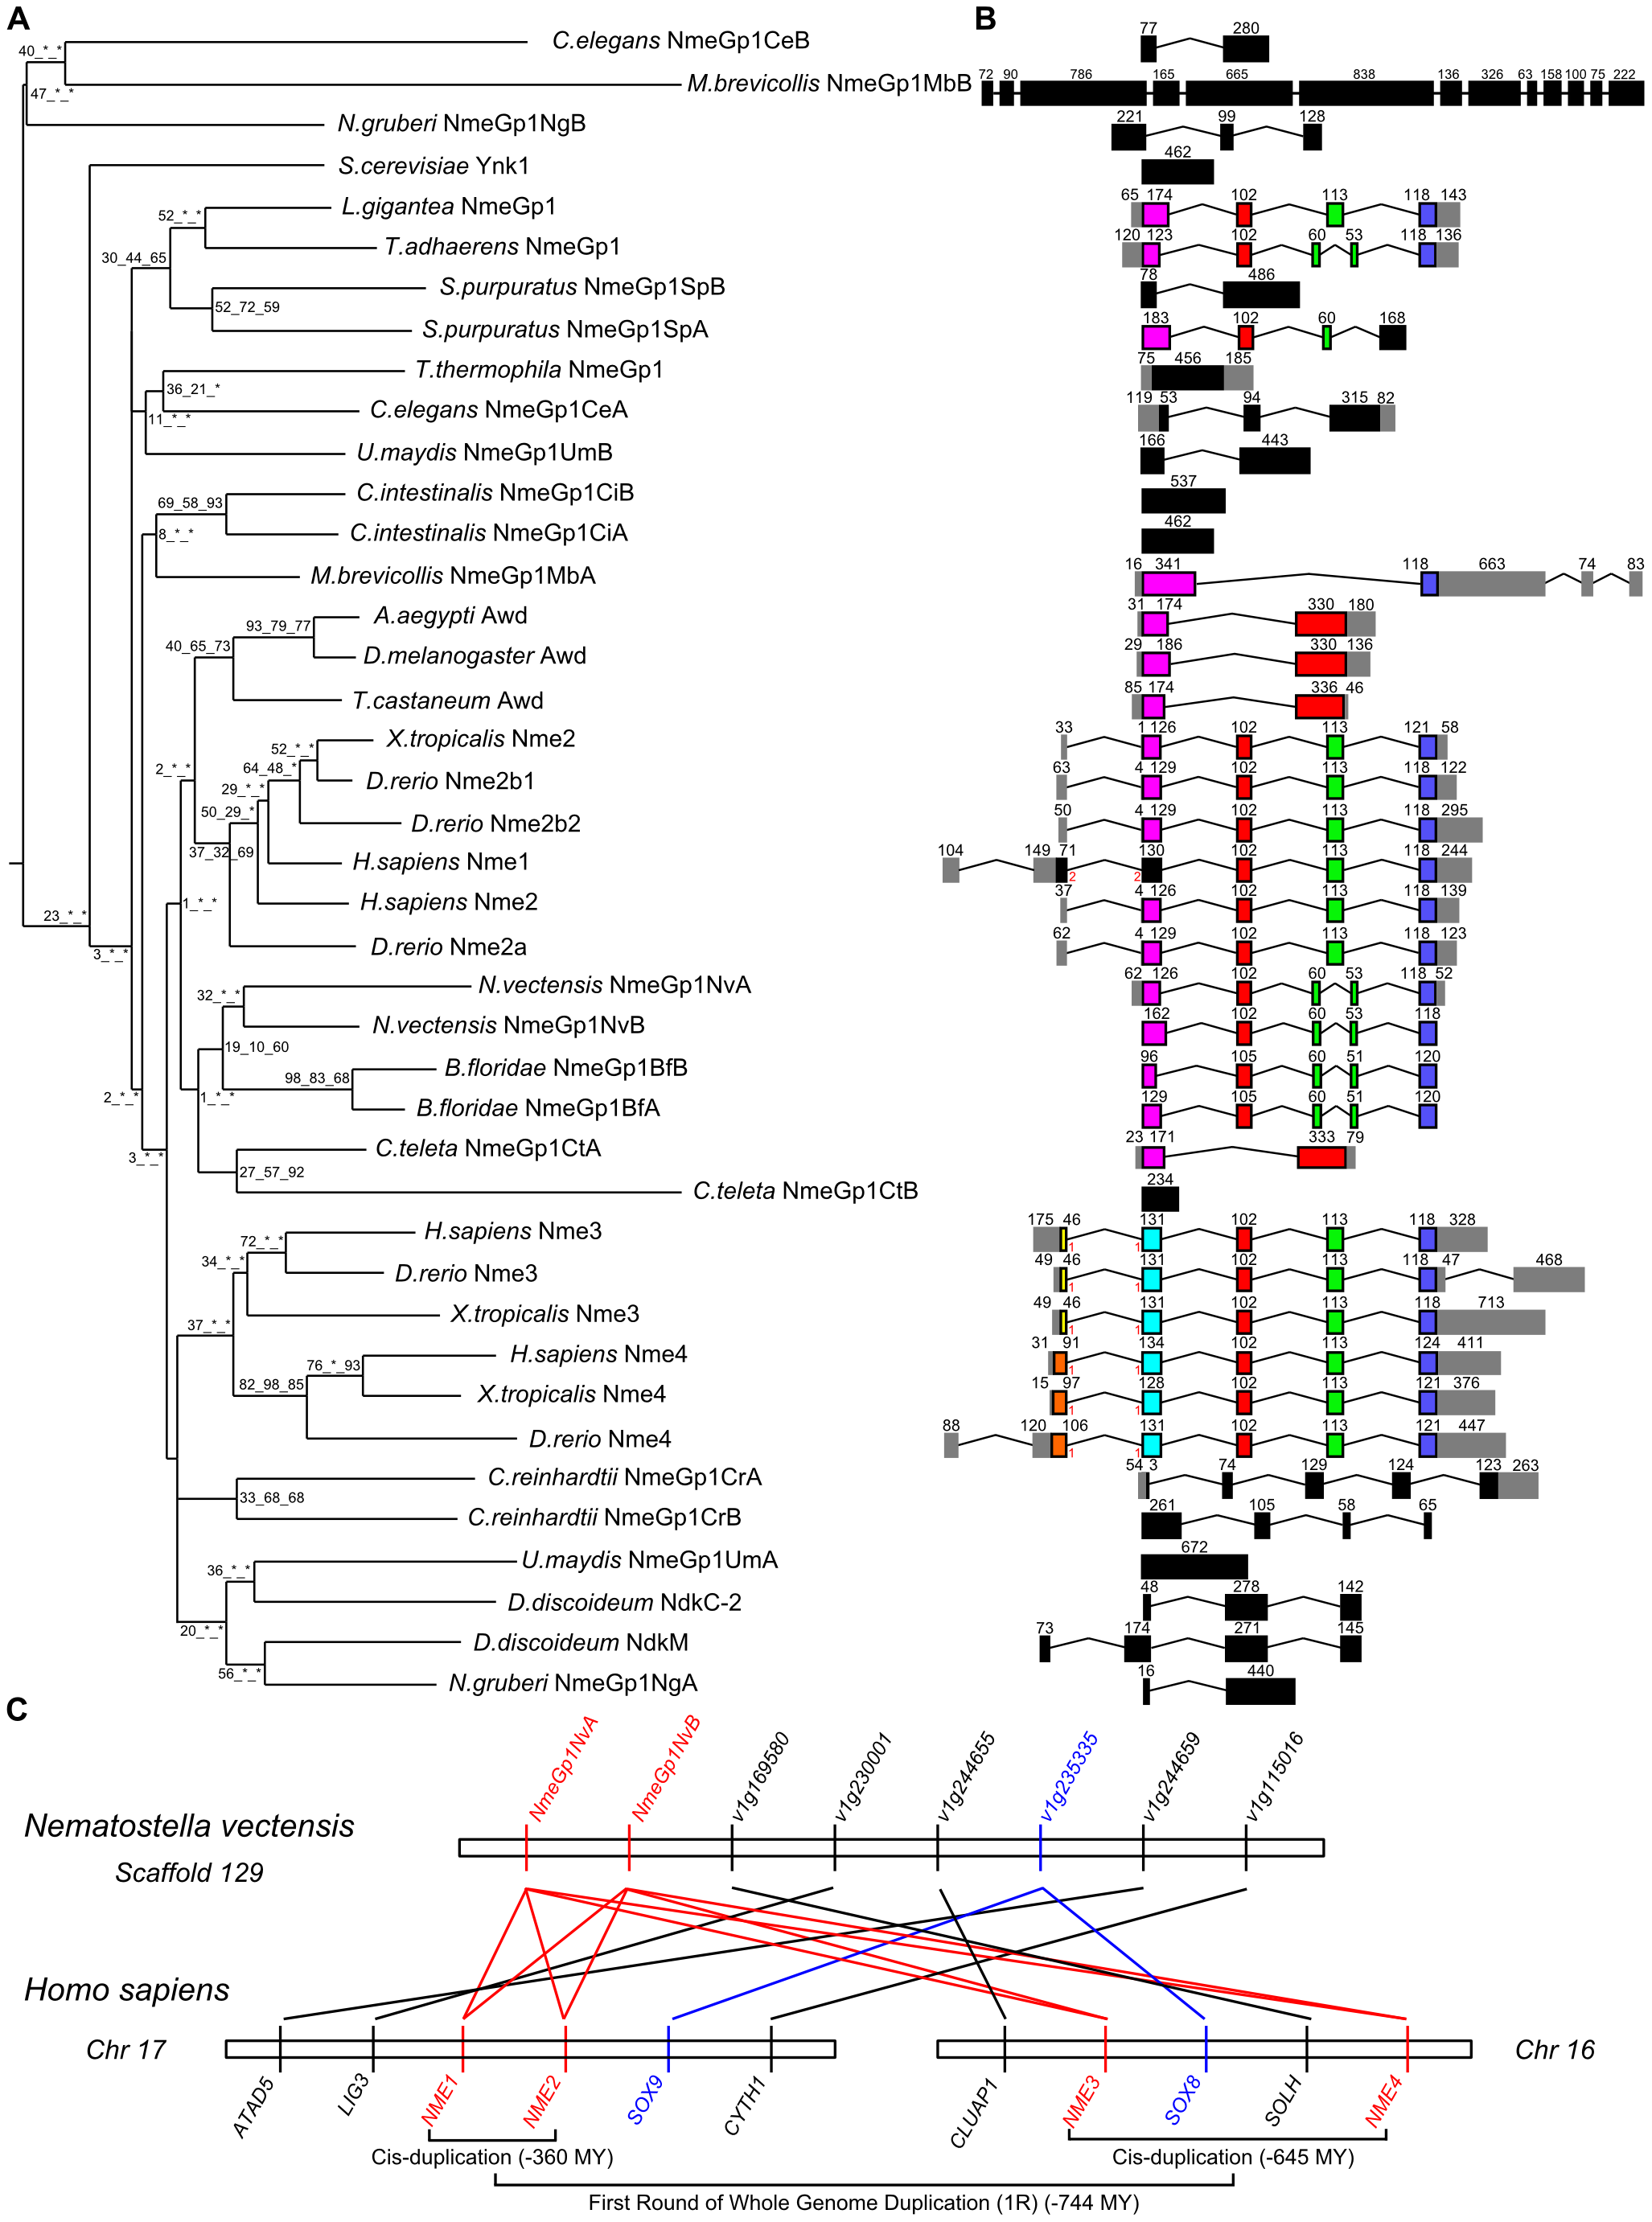 A
B
40_*_*
C.elegans NmeGp1CeB
77 280
47_*_*
M.brevicollis NmeGp1MbB
72 90 786 165 665 838 136 326 63 158 100 75 222
N.gruberi NmeGp1NgB
221 99 128
S.cerevisiae Ynk1
462
52_*_*
L.gigantea NmeGp1
65 174 102 113 118 143
30_44_65
T.adhaerens NmeGp1
120 123 102 60 53 118 136
S.purpuratus NmeGp1SpB
78 486
52_72_59
S.purpuratus NmeGp1SpA
183 102 60 168
T.thermophila NmeGp1
75 456 185
36_21_*
C.elegans NmeGp1CeA
119 53 94 315 82
11_*_*
U.maydis NmeGp1UmB
166 443
69_58_93
C.intestinalis NmeGp1CiB
537
8_*_*
C.intestinalis NmeGp1CiA
462
M.brevicollis NmeGp1MbA
16 341 118 663 74 83
93_79_77
A.aegypti Awd
31 174 330 180
40_65_73
D.melanogaster Awd
29 186 330 136
T.castaneum Awd
85 174 336 46
52_*_*
X.tropicalis Nme2
33 1 126 102 113 121 58
2_*_*
64_48_*
D.rerio Nme2b1
63 4 129 102 113 118 122
29_*_*
50_29_*
D.rerio Nme2b2
50 4 129 102 113 118 295
37_32_69
H.sapiens Nme1
104 149 71 2 2 130 102 113 118 244
1_*_*
H.sapiens Nme2
37 4 126 102 113 118 139
23_*_*
3_*_*
D.rerio Nme2a
62 4 129 102 113 118 123
32_*_*
N.vectensis NmeGp1NvA
62 126 102 60 53 118 52
N.vectensis NmeGp1NvB
162 102 60 53 118
19_10_60
98_83_68
B.floridae NmeGp1BfB
96 105 60 51 120
2_*_*
1_*_*
B.floridae NmeGp1BfA
129 105 60 51 120
3_*_*
C.teleta NmeGp1CtA
23 171 333 79
27_57_92
C.teleta NmeGp1CtB
234
72_*_*
H.sapiens Nme3
175 46 1 1 131 102 113 118 328
34_*_*
D.rerio Nme3
49 46 1 1 131 102 113 118 47 468
37_*_*
X.tropicalis Nme3
49 46 1 1 131 102 113 118 713
76_*_93
H.sapiens Nme4
31 91 1 1 134 102 113 124 411
82_98_85
X.tropicalis Nme4
15 97 1 1 128 102 113 121 376
D.rerio Nme4
88 120 106 1 1 131 102 113 121 447
C.reinhardtii NmeGp1CrA
54 3 74 129 124 123 263
33_68_68
C.reinhardtii NmeGp1CrB
261 105 58 65
36_*_*
U.maydis NmeGp1UmA
672
D.discoideum NdkC-2
48 278 142
20_*_*
D.discoideum NdkM
73 174 271 145
56_*_*
N.gruberi NmeGp1NgA
16 440
C
NmeGp1NvA NmeGp1NvB v1g169580 v1g230001 v1g244655 v1g235335 v1g244659 v1g115016
Nematostella vectensis
Scaffold 129
Homo sapiens
Chr 17
Chr 16
ATAD5 LIG3 NME1 NME2 SOX9 CYTH1 CLUAP1 NME3 SOX8 SOLH NME4
Cis-duplication (-360 MY)
Cis-duplication (-645 MY)
First Round of Whole Genome Duplication (1R) (-744 MY)